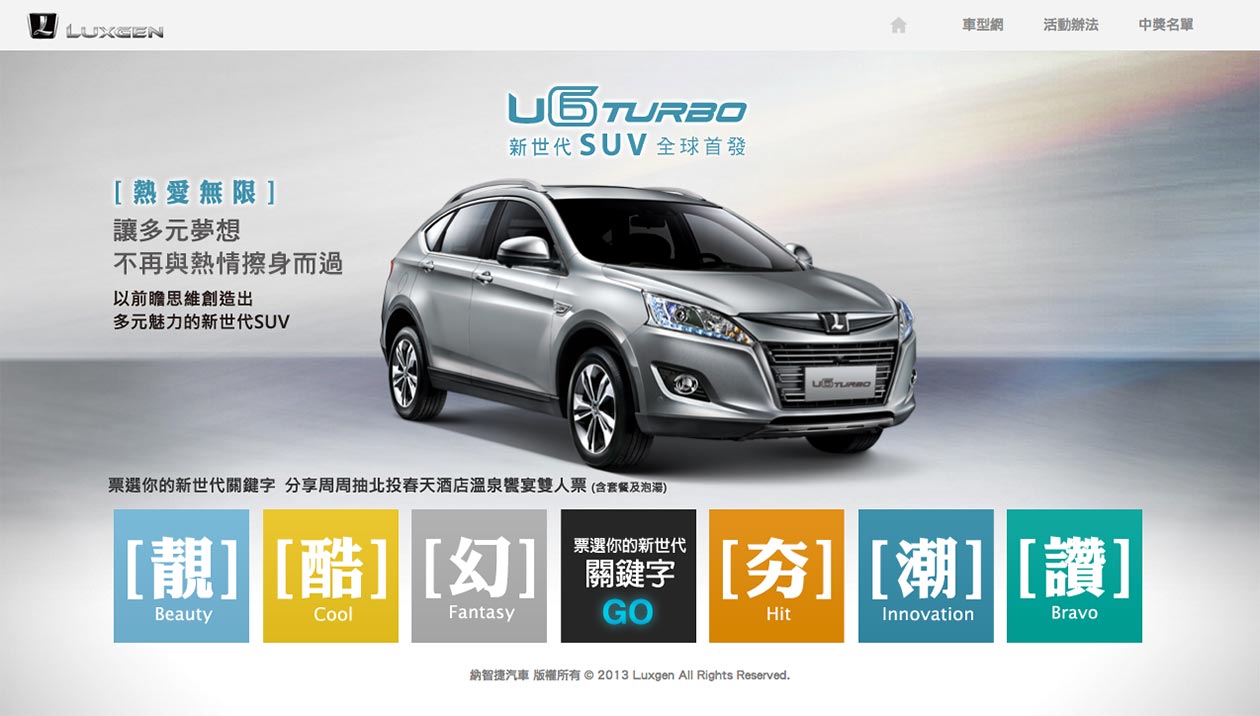 LUXGEN
車型網
活動辦法
中獎名單
U6 TURBO
新世代 SUV 全球首發
[ 熱愛無限 ]
讓多元夢想
不再與熱情擦身而過
以前瞻思維創造出
多元魅力的新世代SUV
U6 TURBO
票選你的新世代關鍵字 分享周周抽北投春天酒店溫泉饗宴雙人票 (含套餐及泡湯)
[靚]
Beauty
[酷]
Cool
[幻]
Fantasy
票選你的新世代
關鍵字
GO
[夯]
Hit
[潮]
Innovation
[讚]
Bravo
納智捷汽車 版權所有 © 2013 Luxgen All Rights Reserved.